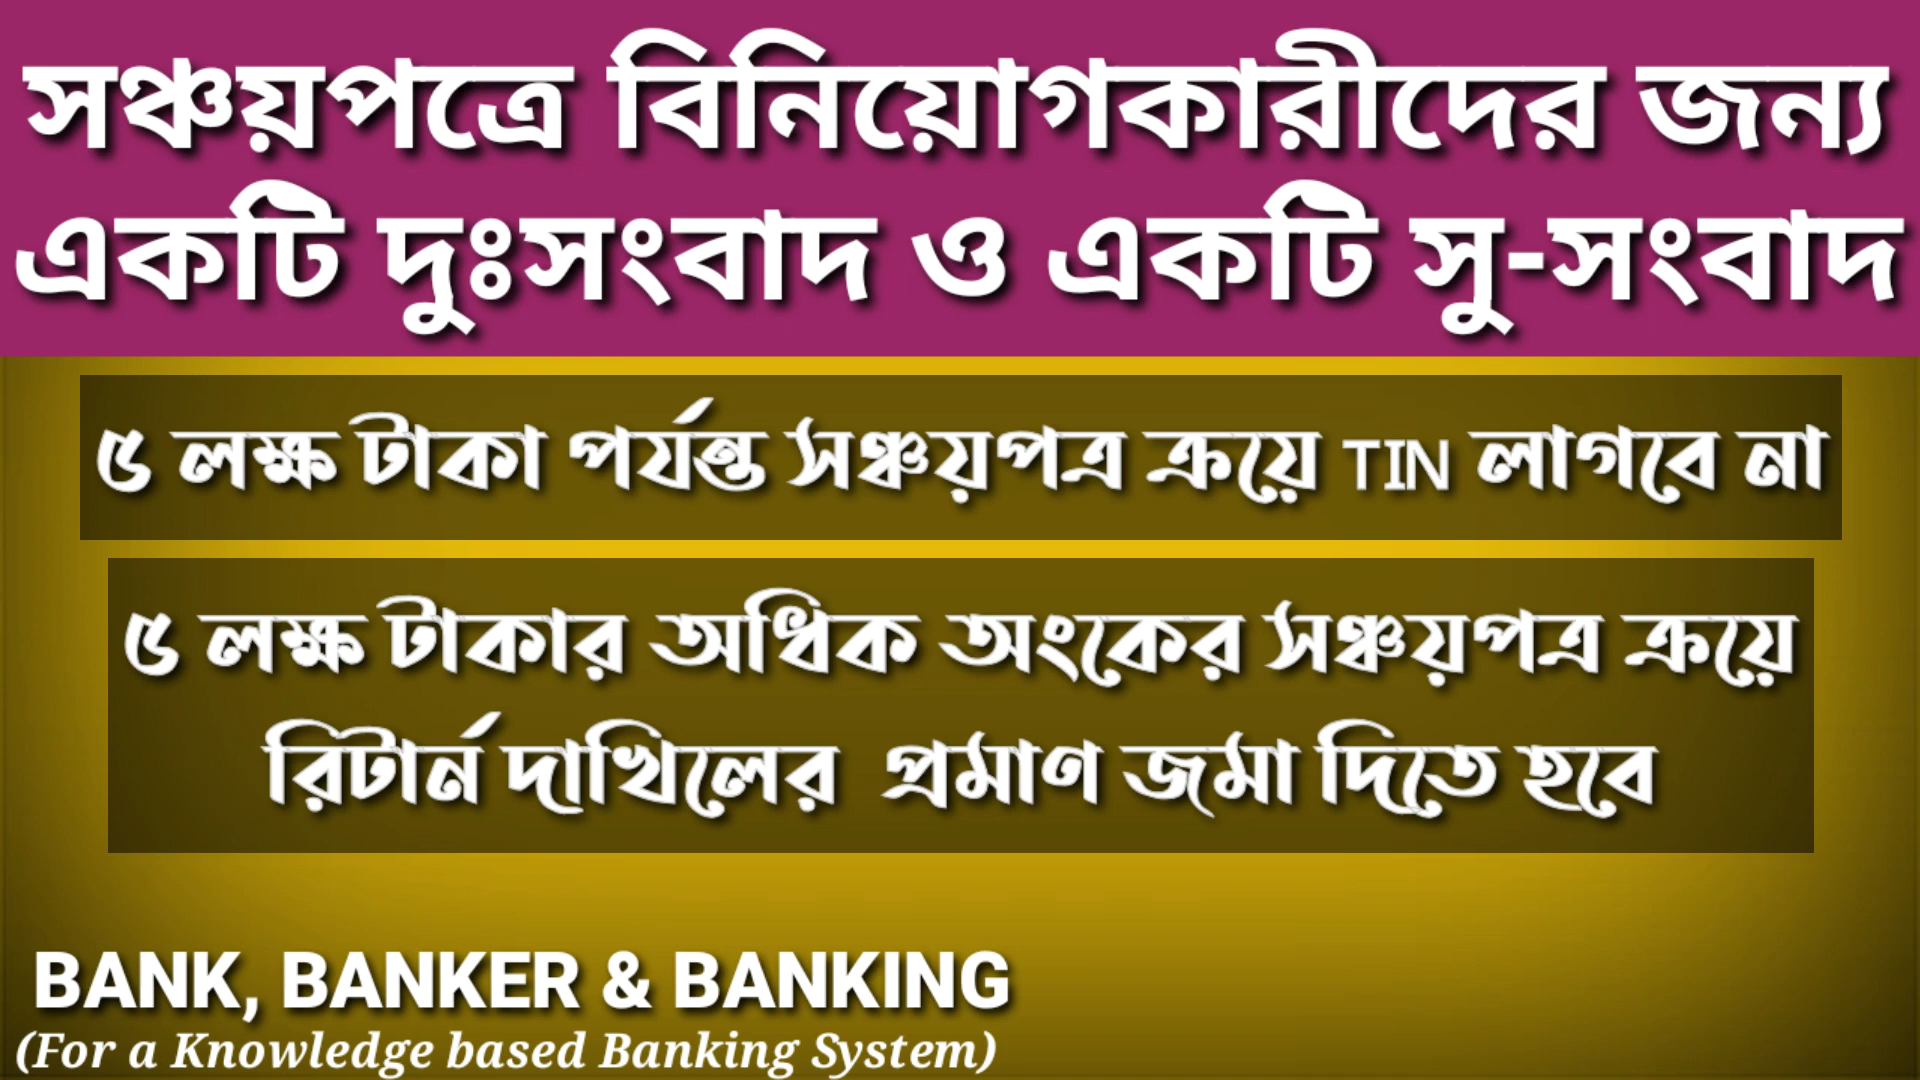 সঞ্চয়পত্রে বিনিয়োগকারীদের জন্য
একটি দুঃসংবাদ ও একটি সু-সংবাদ
৫ লক্ষ টাকা পর্যন্ত সঞ্চয়পত্র ক্রয়ে TIN লাগবে না
৫ লক্ষ টাকার অধিক অংকের সঞ্চয়পত্র ক্রয়ে
রিটার্ন দাখিলের প্রমাণ জমা দিতে হবে
BANK, BANKER & BANKING
(For a Knowledge based Banking System)